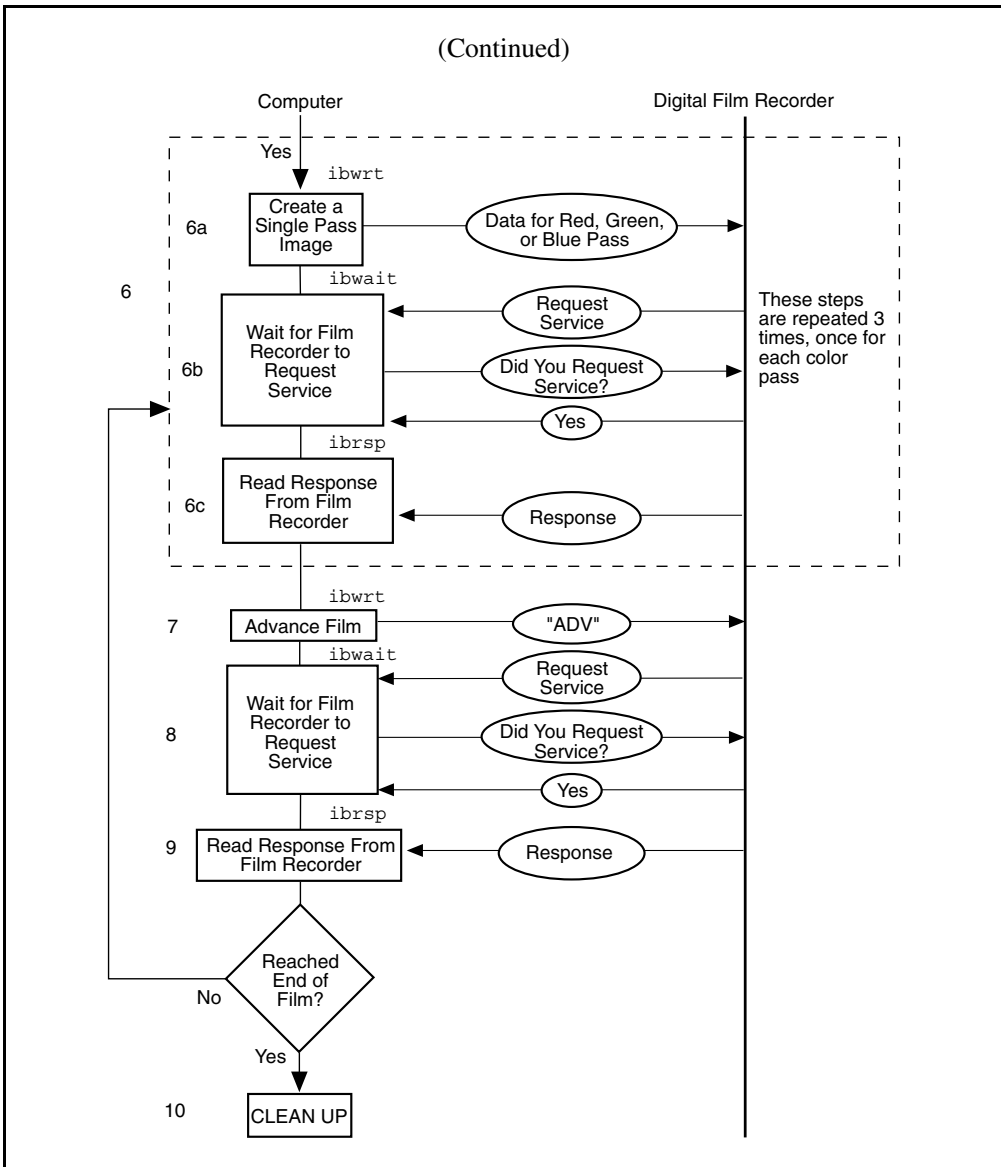 (Continued)
Computer
Digital Film Recorder
Yes
ibwrt
6a
Create a
Single Pass
Image
Data for Red, Green,
or Blue Pass
ibwait
6
Request
Service
These steps
are repeated 3
times, once for
each color
pass
6b
Wait for Film
Recorder to
Request
Service
Did You Request
Service?
Yes
ibrsp
6c
Read Response
From Film
Recorder
Response
ibwrt
7
Advance Film
"ADV"
ibwait
Request
Service
8
Wait for Film
Recorder to
Request
Service
Did You Request
Service?
Yes
ibrsp
9
Read Response From
Film Recorder
Response
Reached
End of
Film?
No
Yes
10
CLEAN UP